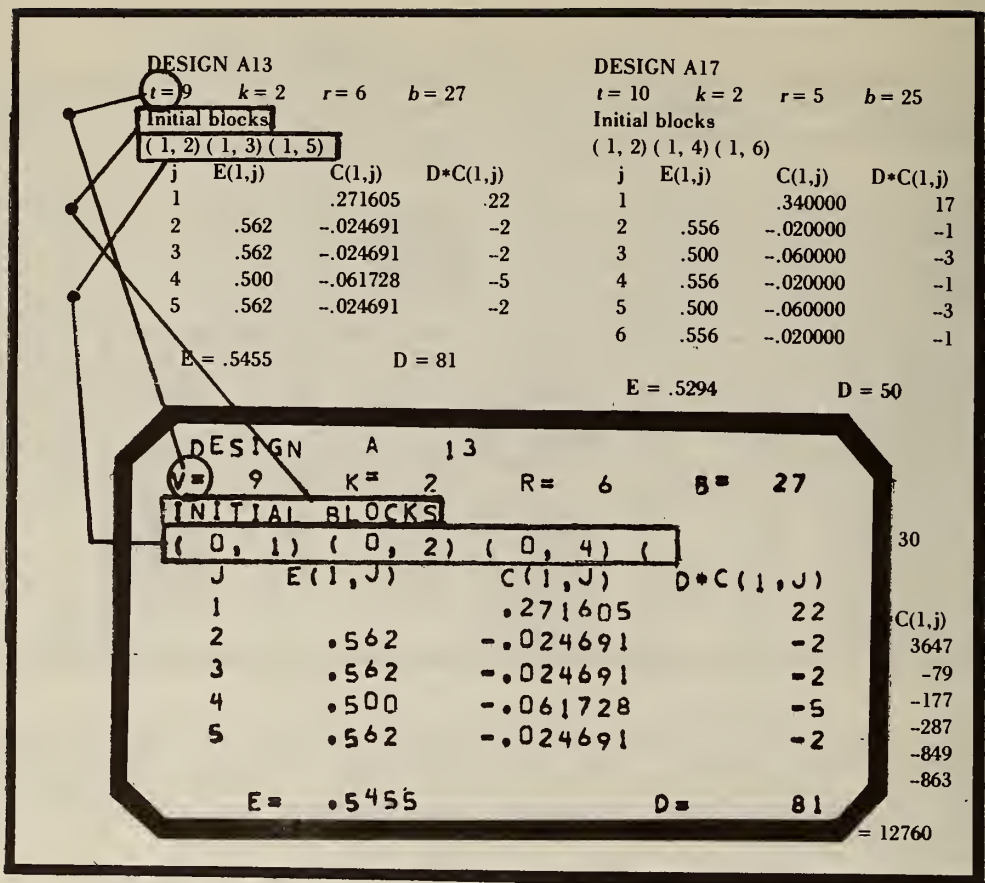 DESIGN A13
t = 9 k = 2 r = 6 b = 27
Initial blocks
( 1, 2) ( 1, 3) ( 1, 5)
j E(1,j) C(1,j) D*C(1,j)
1 .271605 22
2 .562 --.024691 --2
3 .562 --.024691 --2
4 .500 --.061728 --5
5 .562 --.024691 --2
E = .5455 D = 81
DESIGN A17
t = 10 k = 2 r = 5 b = 25
Initial blocks
( 1, 2) ( 1, 4) ( 1, 6)
j E(1,j) C(1,j) D*C(1,j)
1 .340000 17
2 .556 --.020000 --1
3 .500 --.060000 --3
4 .556 --.020000 --1
5 .500 --.060000 --3
6 .556 --.020000 --1
E = .5294 D = 50
DESIGN A 13
V= 9 K= 2 R= 6 B= 27
INITIAL BLOCKS
( 0, 1) ( 0, 2) ( 0, 4) (
J E(1,J) C(1,J) D*C(1,J)
1 .271605 22
2 .562 -.024691 -2
3 .562 -.024691 -2
4 .500 -.061728 -5
5 .562 -.024691 -2
E= .5455 D= 81
30
C(1,j)
3647
-79
-177
-287
-849
-863
= 12760